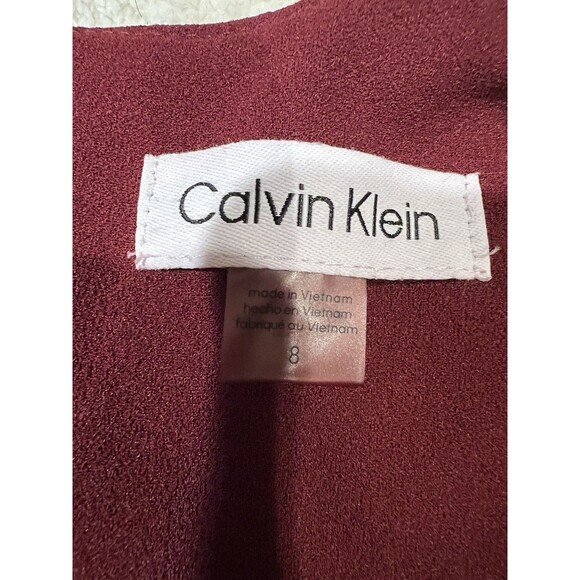 Calvin Klein
made in Vietnam
hecho en Vietnam
fabriqué au Vietnam
8